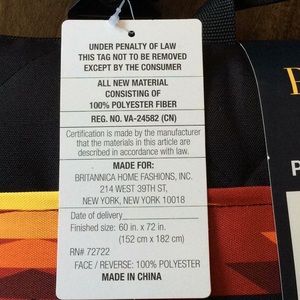 UNDER PENALTY OF LAW
THIS TAG NOT TO BE REMOVED
EXCEPT BY THE CONSUMER
ALL NEW MATERIAL
CONSISTING OF
100% POLYESTER FIBER
REG. NO. VA-24582 (CN)
Certification is made by the manufacturer
that the materials in this article are
described in accordance with law.
MADE FOR:
BRITANNICA HOME FASHIONS, INC.
214 WEST 39TH ST,
NEW YORK, NEW YORK 10018
Date of delivery
Finished size: 60 in. x 72 in.
(152 cm x 182 cm)
RN# 72722
FACE / REVERSE: 100% POLYESTER
MADE IN CHINA
P